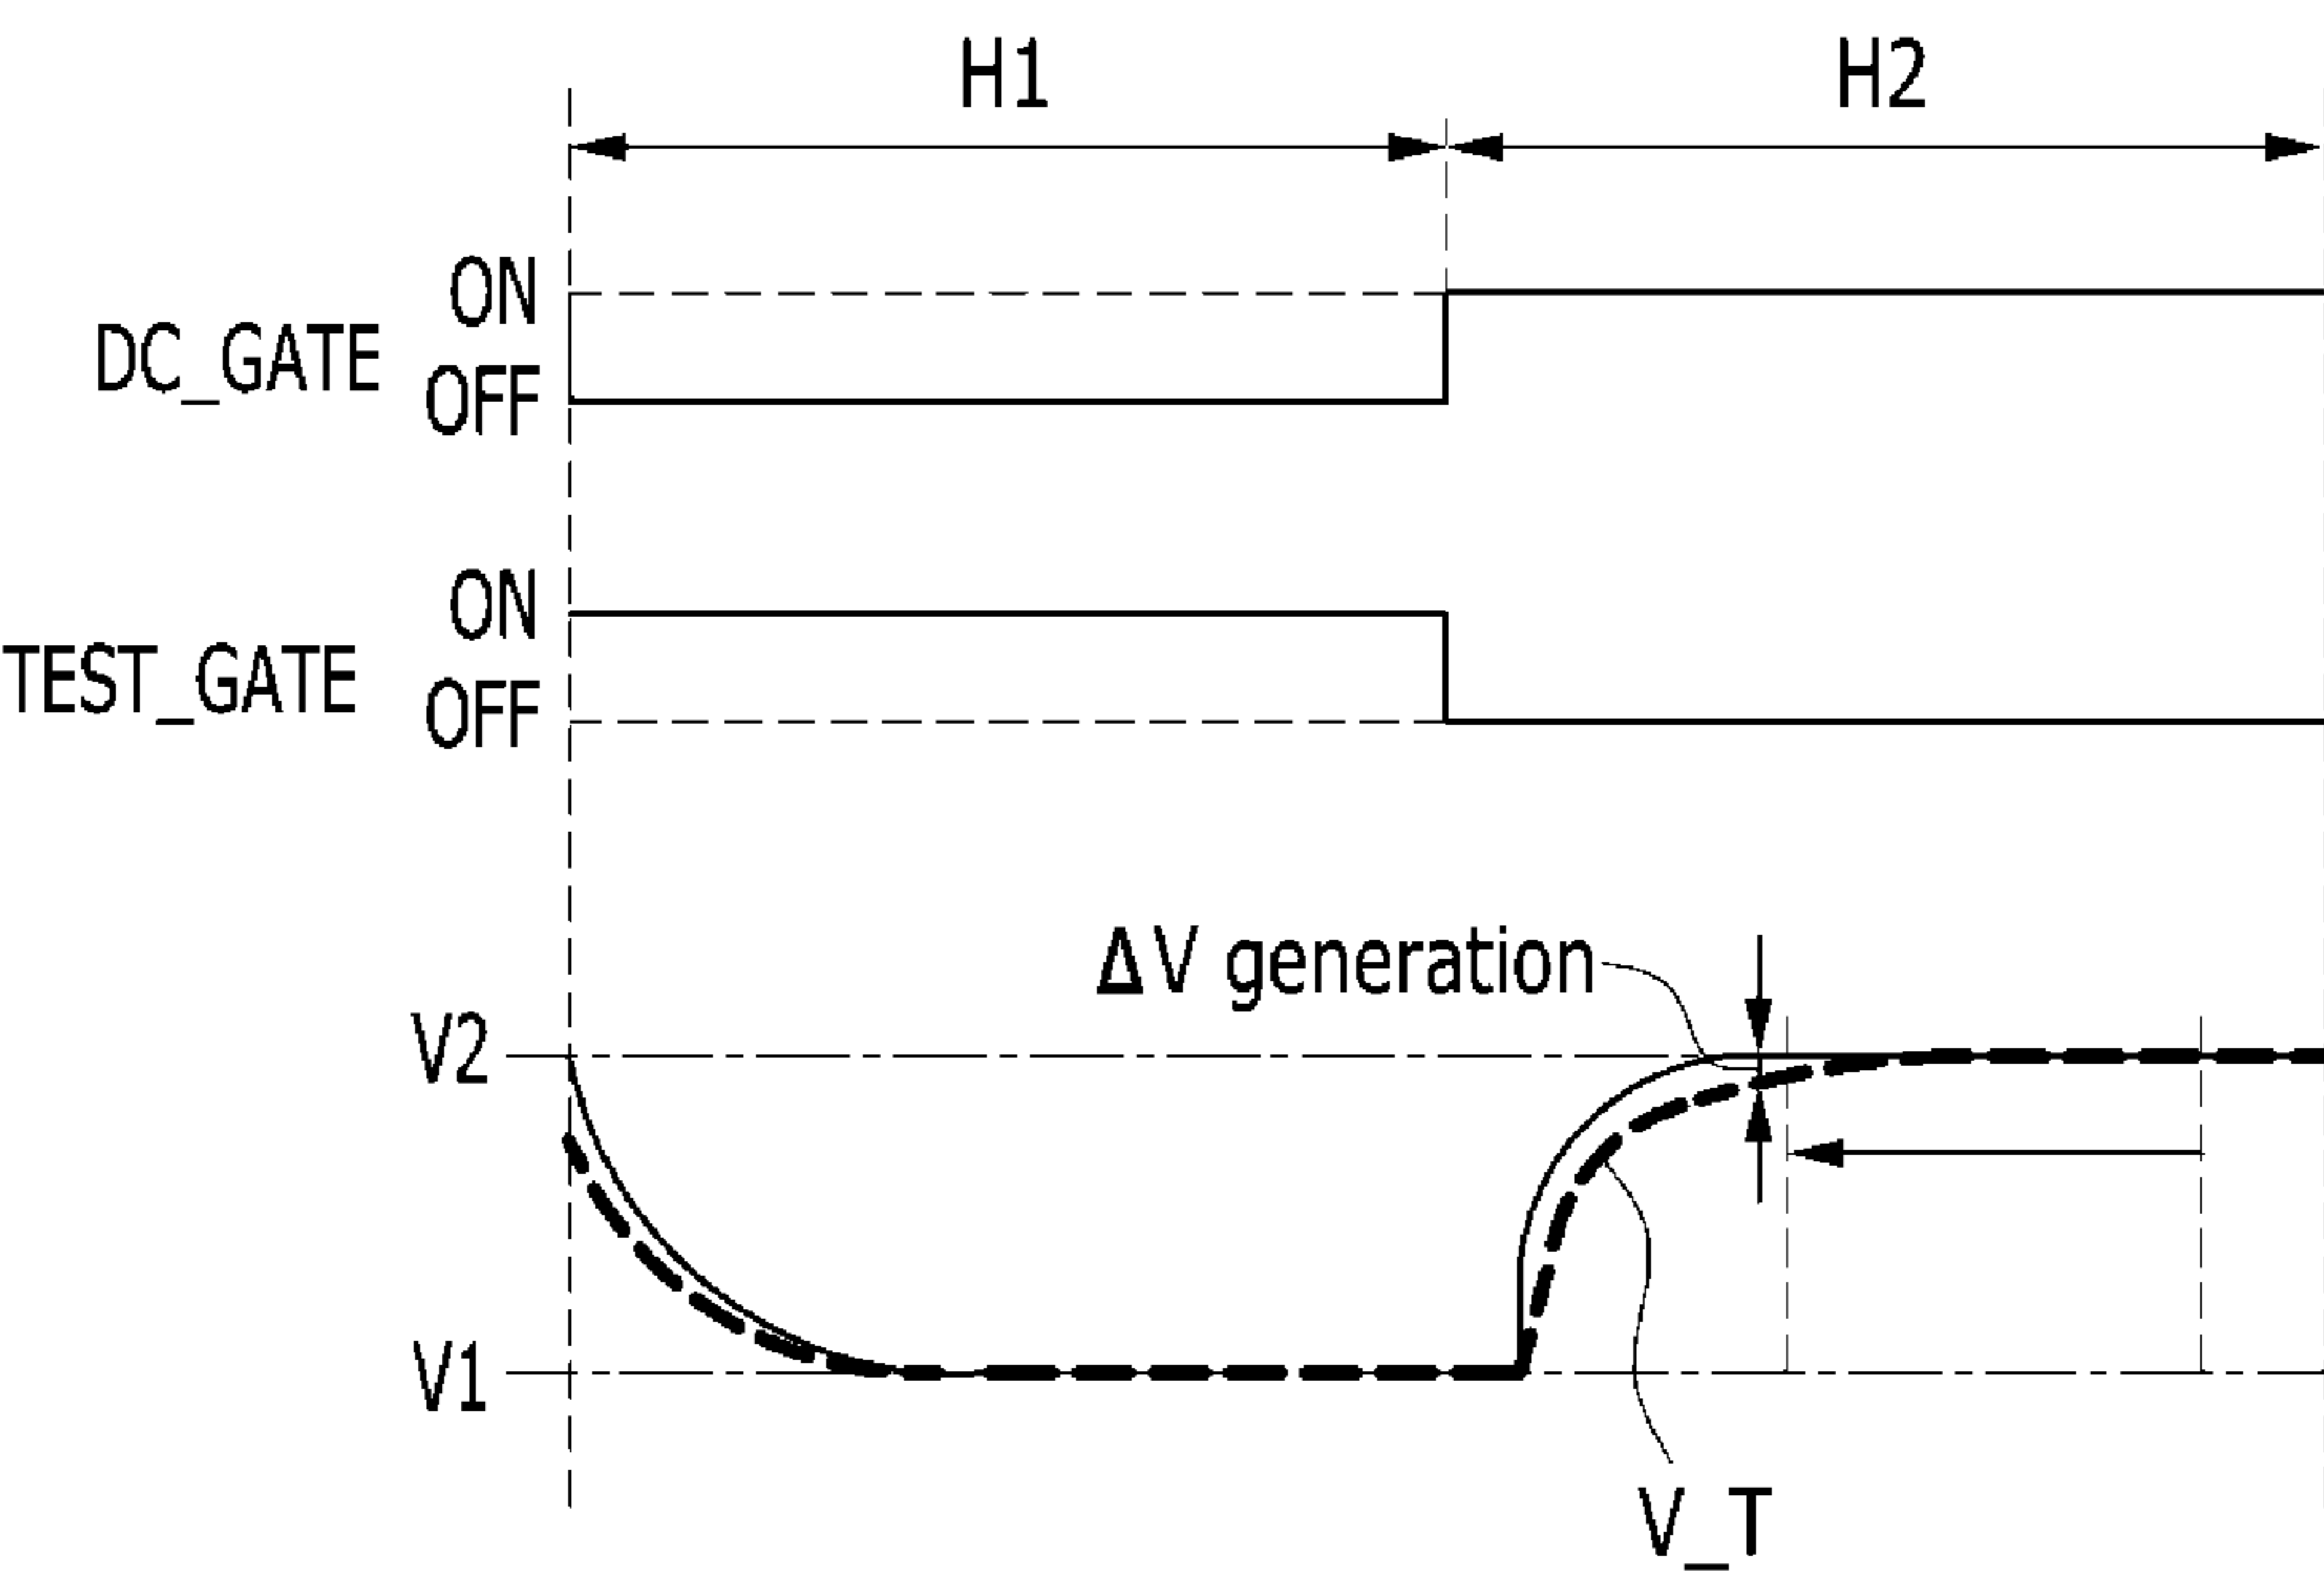 H1 H2
ON
DC_GATE
OFF
ON
TEST_GATE
OFF
ΔV generation
V2
V1
V_T